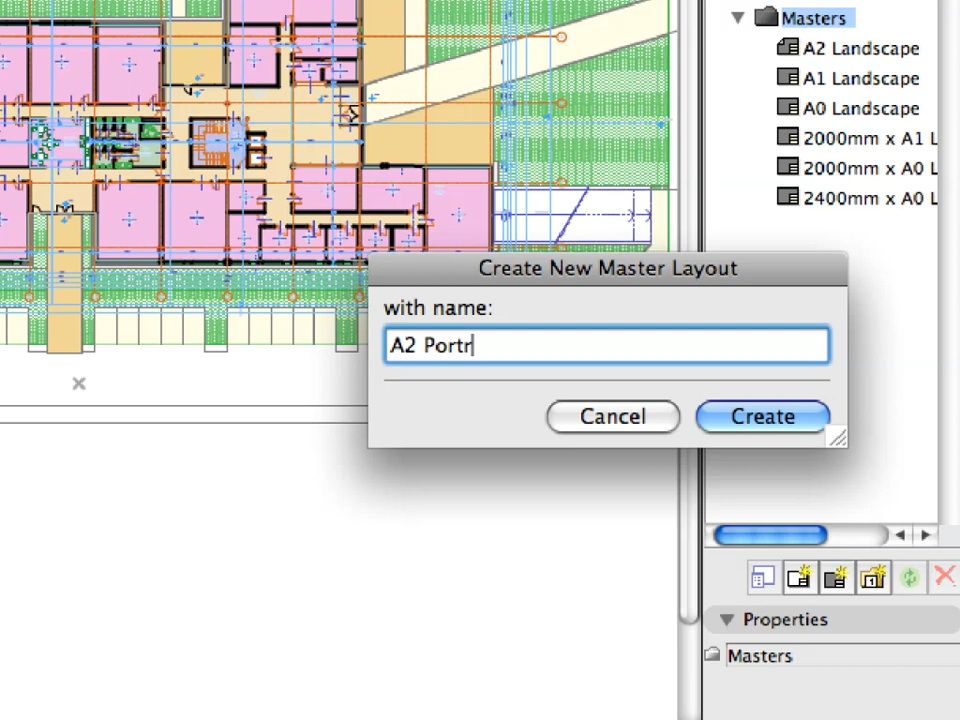 Masters
A2 Landscape
A1 Landscape
A0 Landscape
2000mm x A1 L
2000mm x A0 L
2400mm x A0 L
Create New Master Layout
with name:
A2 Portr
Cancel
Create
Properties
Masters